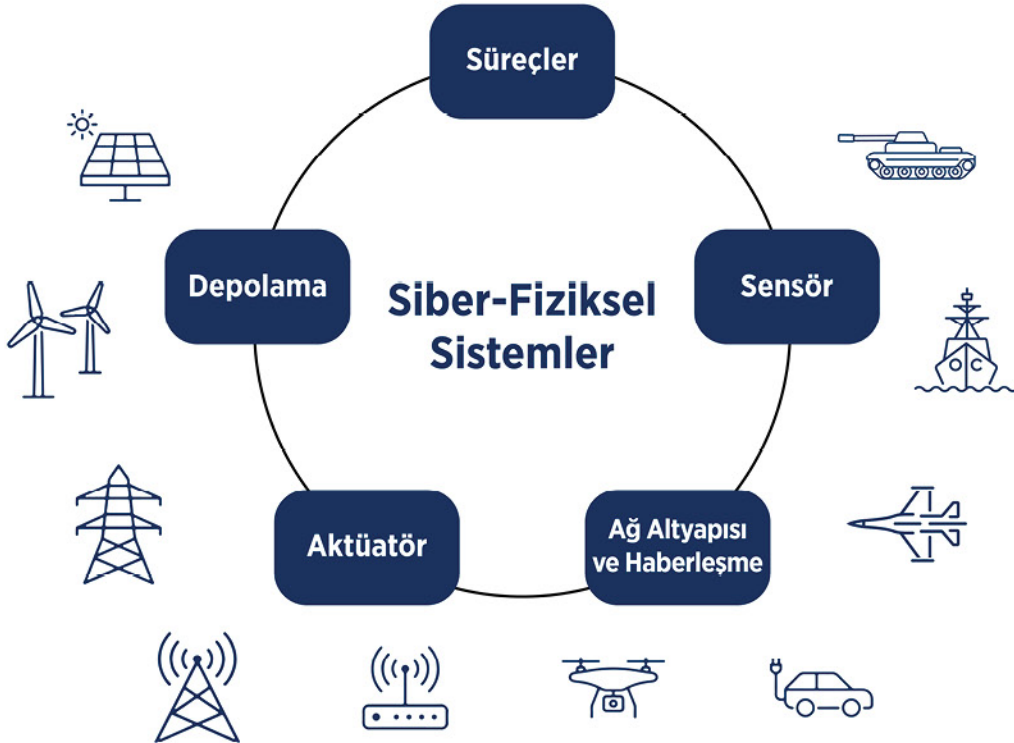 Süreçler
Depolama
Siber-Fiziksel
Sistemler
Sensör
Aktüatör
Ağ Altyapısı
ve Haberleşme